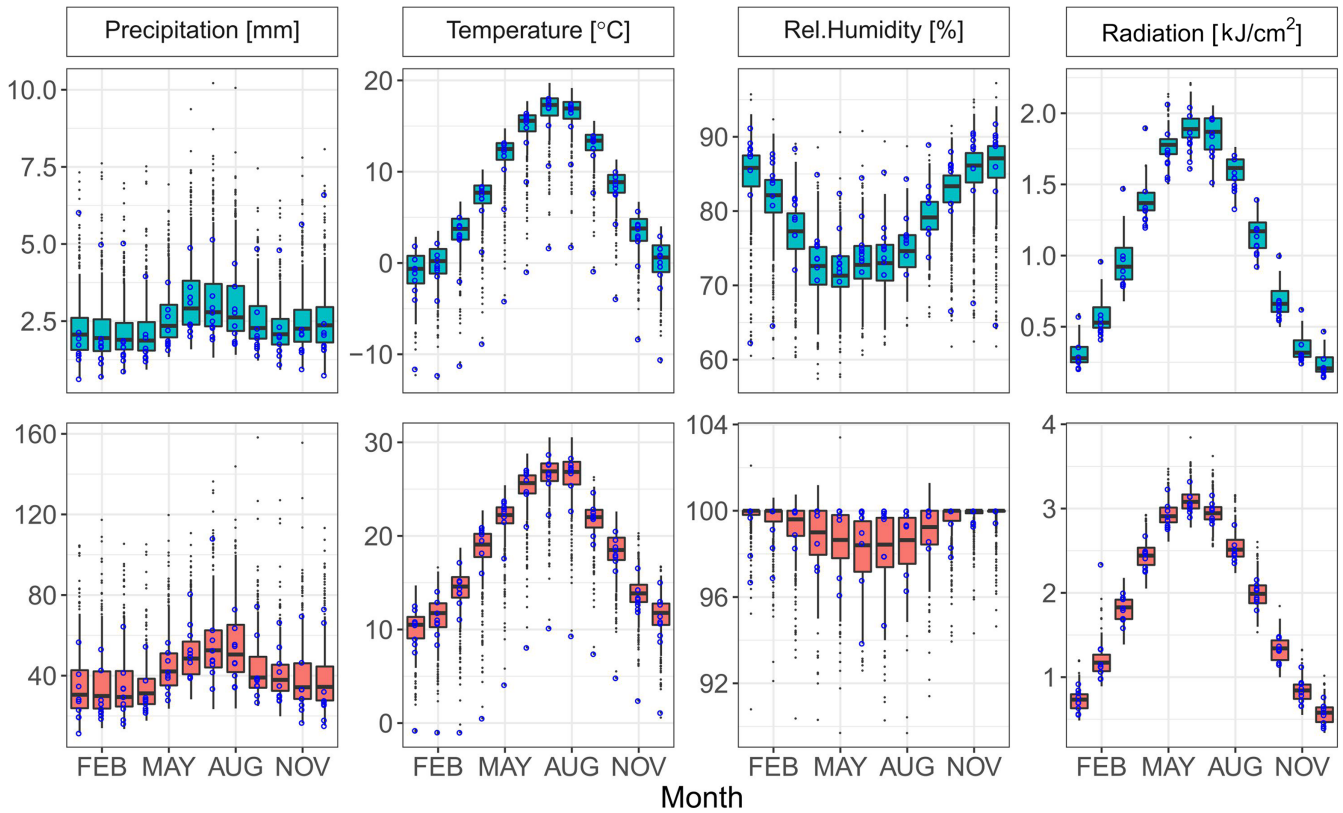 Precipitation [mm] Temperature [°C] Rel.Humidity [%] Radiation [kJ/cm²]
10.0 20 90 2.0
7.5 10 80 1.5
5.0 0 70 1.0
2.5 −10 60 0.5
160 30 104 4
120 20 100 3
80 10 96 2
40 0 92 1
FEB MAY AUG NOV FEB MAY AUG NOV FEB MAY AUG NOV FEB MAY AUG NOV
Month